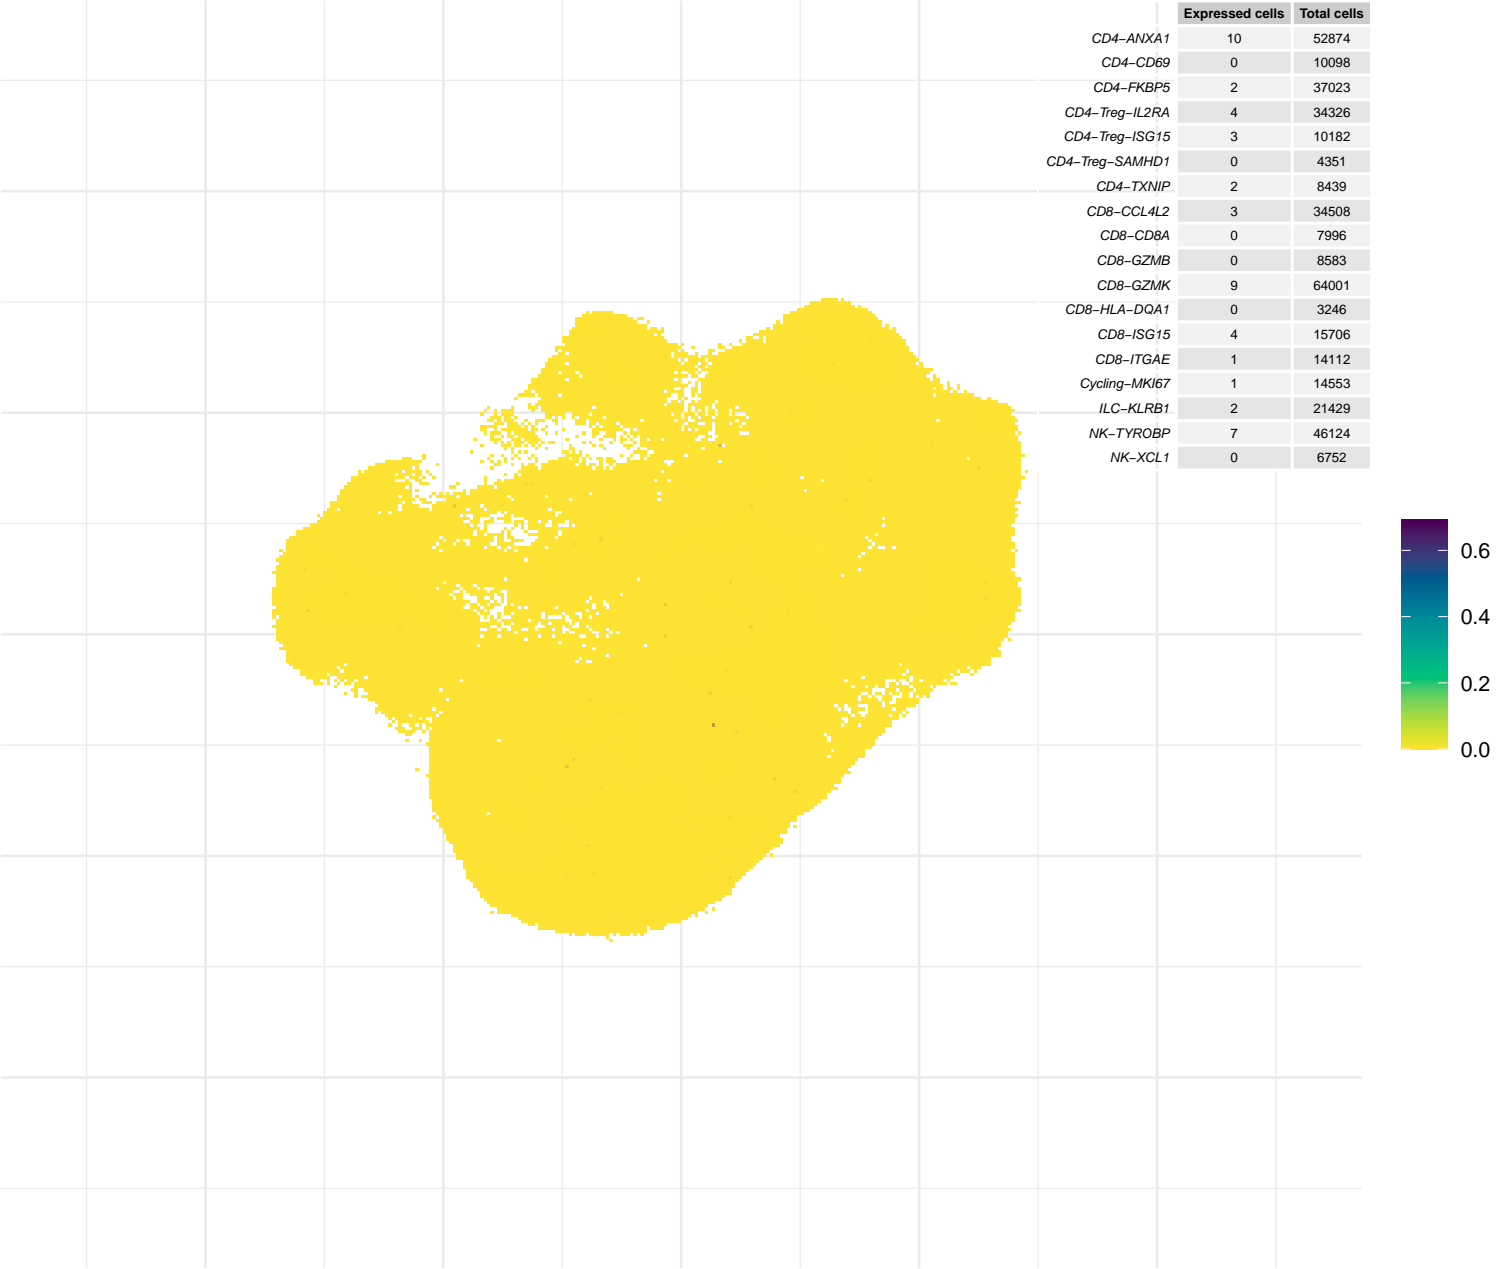 Expressed cells Total cells
CD4−ANXA1 10 52874
CD4−CD69 0 10098
CD4−FKBP5 2 37023
CD4−Treg−IL2RA 4 34326
CD4−Treg−ISG15 3 10182
CD4−Treg−SAMHD1 0 4351
CD4−TXNIP 2 8439
CD8−CCL4L2 3 34508
CD8−CD8A 0 7996
CD8−GZMB 0 8583
CD8−GZMK 9 64001
CD8−HLA−DQA1 0 3246
CD8−ISG15 4 15706
CD8−ITGAE 1 14112
Cycling−MKI67 1 14553
ILC−KLRB1 2 21429
NK−TYROBP 7 46124
NK−XCL1 0 6752
0.6
0.4
0.2
0.0